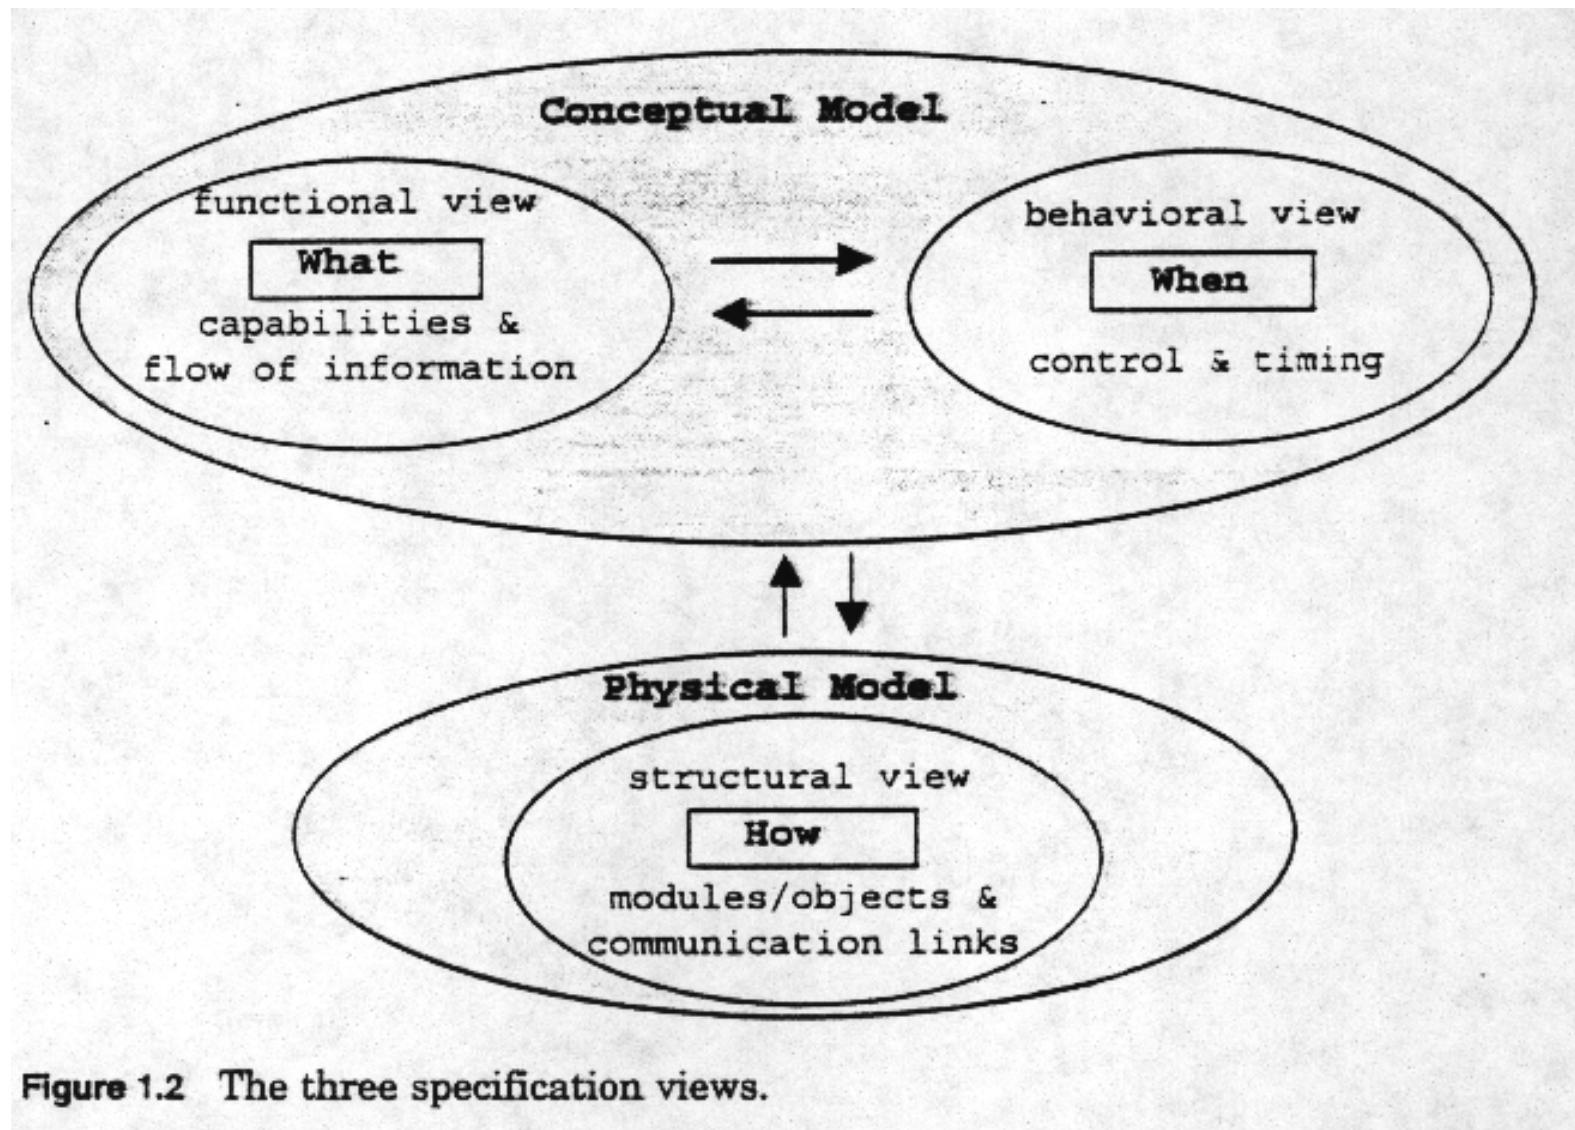 Conceptual Model
functional view
What
capabilities &
flow of information
behavioral view
When
control & timing
Physical Model
structural view
How
modules/objects &
communication links
Figure 1.2 The three specification views.